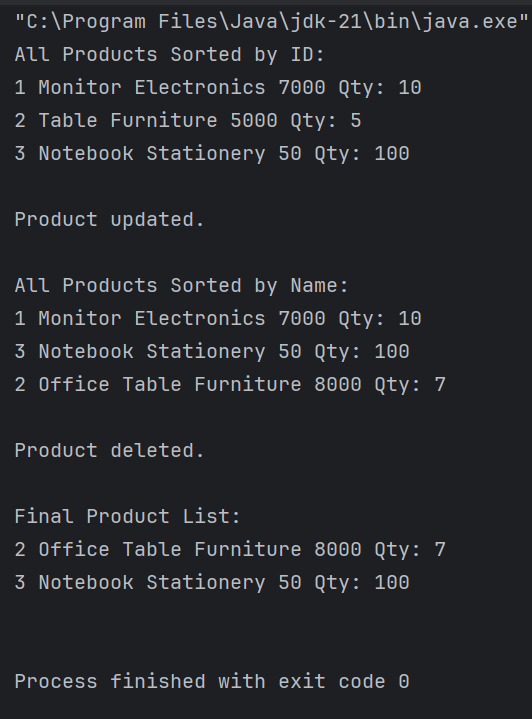 "C:\Program Files\Java\jdk-21\bin\java.exe"
All Products Sorted by ID:
1 Monitor Electronics 7000 Qty: 10
2 Table Furniture 5000 Qty: 5
3 Notebook Stationery 50 Qty: 100
Product updated.
All Products Sorted by Name:
1 Monitor Electronics 7000 Qty: 10
3 Notebook Stationery 50 Qty: 100
2 Office Table Furniture 8000 Qty: 7
Product deleted.
Final Product List:
2 Office Table Furniture 8000 Qty: 7
3 Notebook Stationery 50 Qty: 100
Process finished with exit code 0